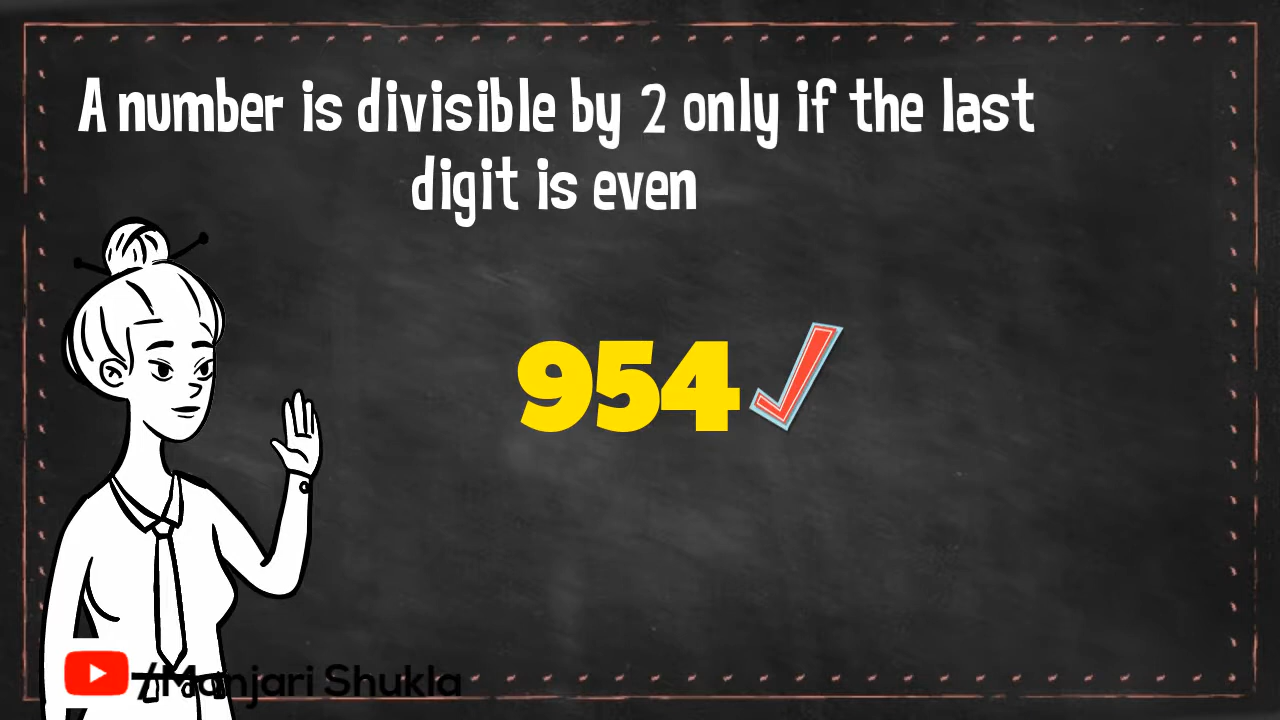 A number is divisible by 2 only if the last
digit is even
954
/Manjari Shukla